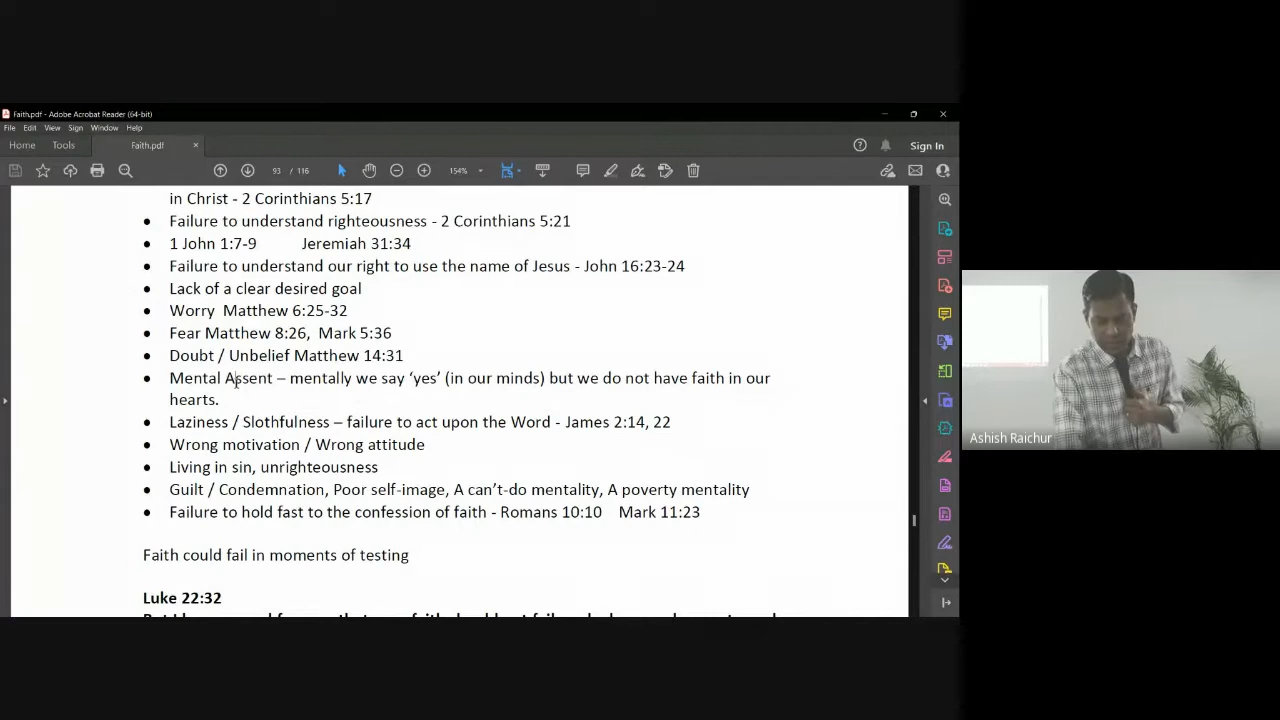 Faith.pdf - Adobe Acrobat Reader (64-bit)
File Edit View Sign Window Help
Home Tools Faith.pdf × Sign In
93 / 116 154%
in Christ - 2 Corinthians 5:17
• Failure to understand righteousness - 2 Corinthians 5:21
• 1 John 1:7-9 Jeremiah 31:34
• Failure to understand our right to use the name of Jesus - John 16:23-24
• Lack of a clear desired goal
• Worry Matthew 6:25-32
• Fear Matthew 8:26, Mark 5:36
• Doubt / Unbelief Matthew 14:31
• Mental Assent – mentally we say ‘yes’ (in our minds) but we do not have faith in our
hearts.
• Laziness / Slothfulness – failure to act upon the Word - James 2:14, 22
• Wrong motivation / Wrong attitude
• Living in sin, unrighteousness
• Guilt / Condemnation, Poor self-image, A can’t-do mentality, A poverty mentality
• Failure to hold fast to the confession of faith - Romans 10:10 Mark 11:23
Faith could fail in moments of testing
Luke 22:32
Ashish Raichur